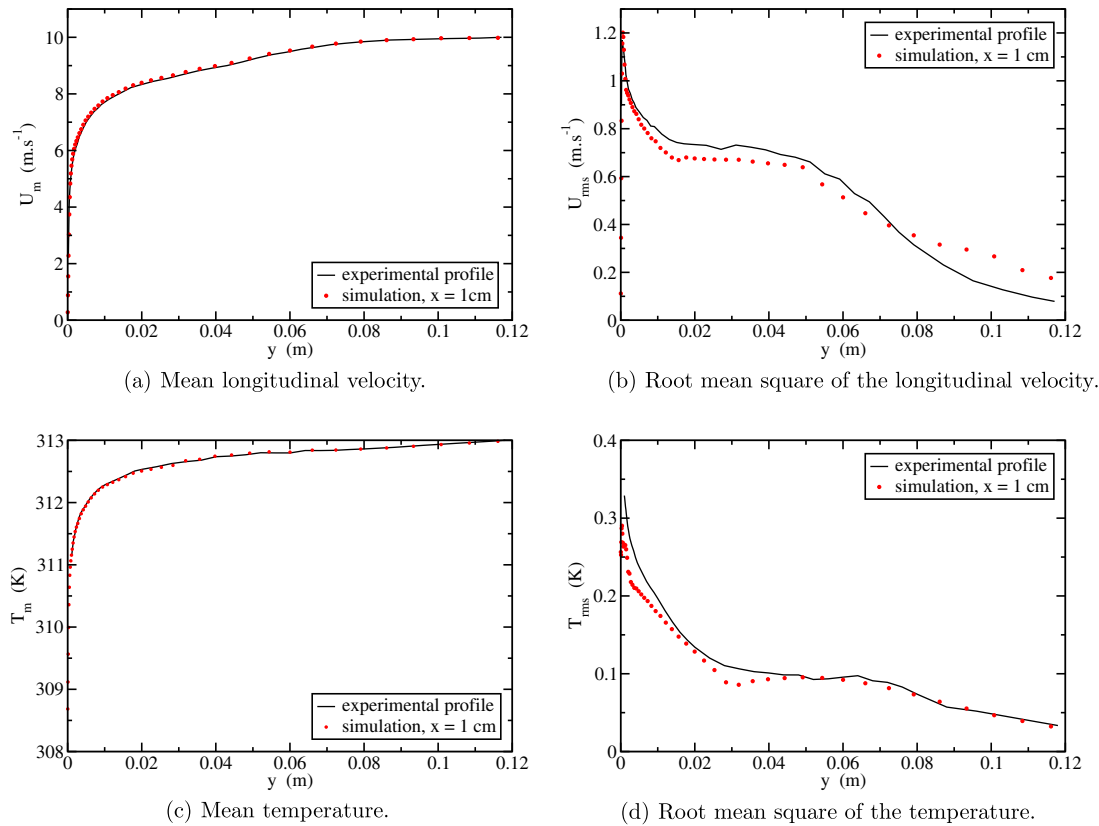 10
8
6
4
2
0
U_m (m.s^-1)
experimental profile
simulation, x = 1cm
0 0.02 0.04 0.06 0.08 0.1 0.12
y (m)
(a) Mean longitudinal velocity.
1.2
1
0.8
0.6
0.4
0.2
0
U_rms (m.s^-1)
experimental profile
simulation, x = 1 cm
0 0.02 0.04 0.06 0.08 0.1 0.12
y (m)
(b) Root mean square of the longitudinal velocity.
313
312
311
310
309
308
T_m (K)
experimental profile
simulation, x = 1 cm
0 0.02 0.04 0.06 0.08 0.1 0.12
y (m)
(c) Mean temperature.
0.4
0.3
0.2
0.1
0
T_rms (K)
experimental profile
simulation, x = 1 cm
0 0.02 0.04 0.06 0.08 0.1 0.12
y (m)
(d) Root mean square of the temperature.